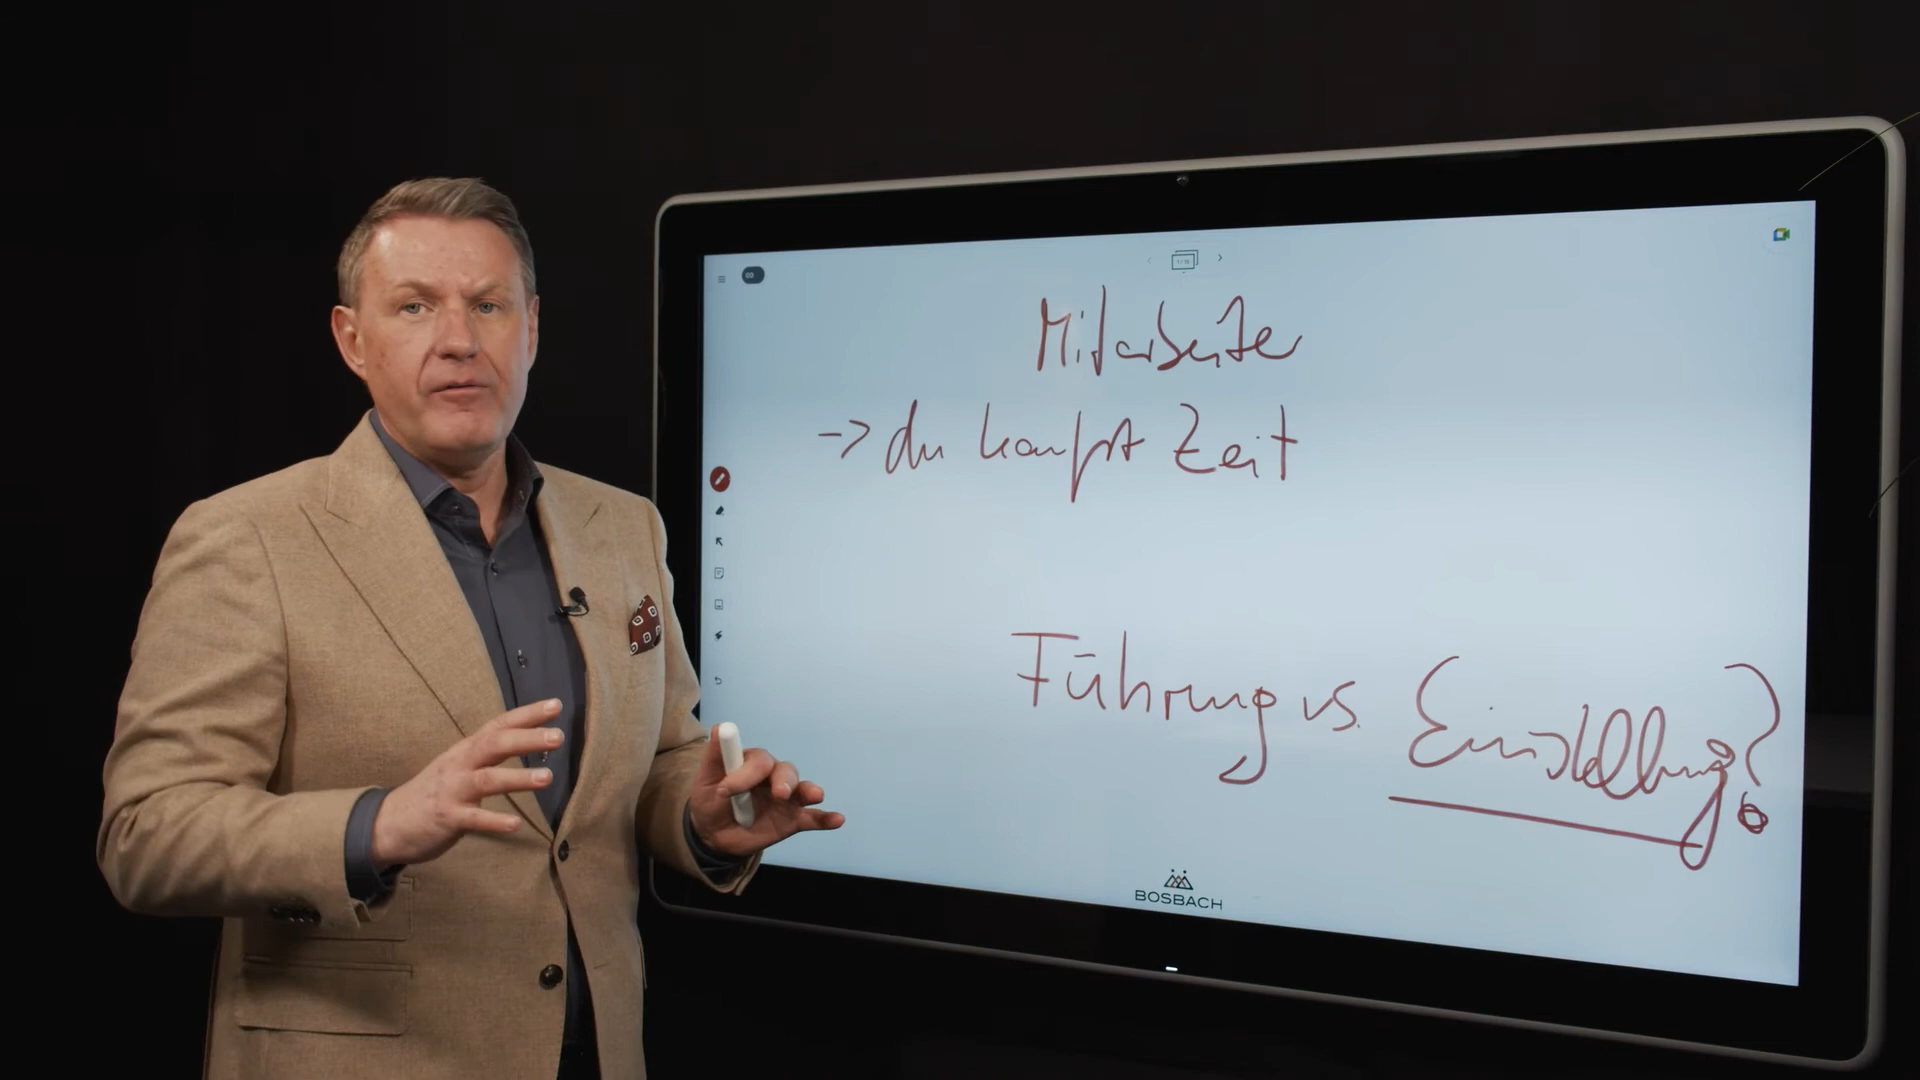 Mitarbeiter
-> du kaufst Zeit
Führung vs. Einstellung?
BOSBACH